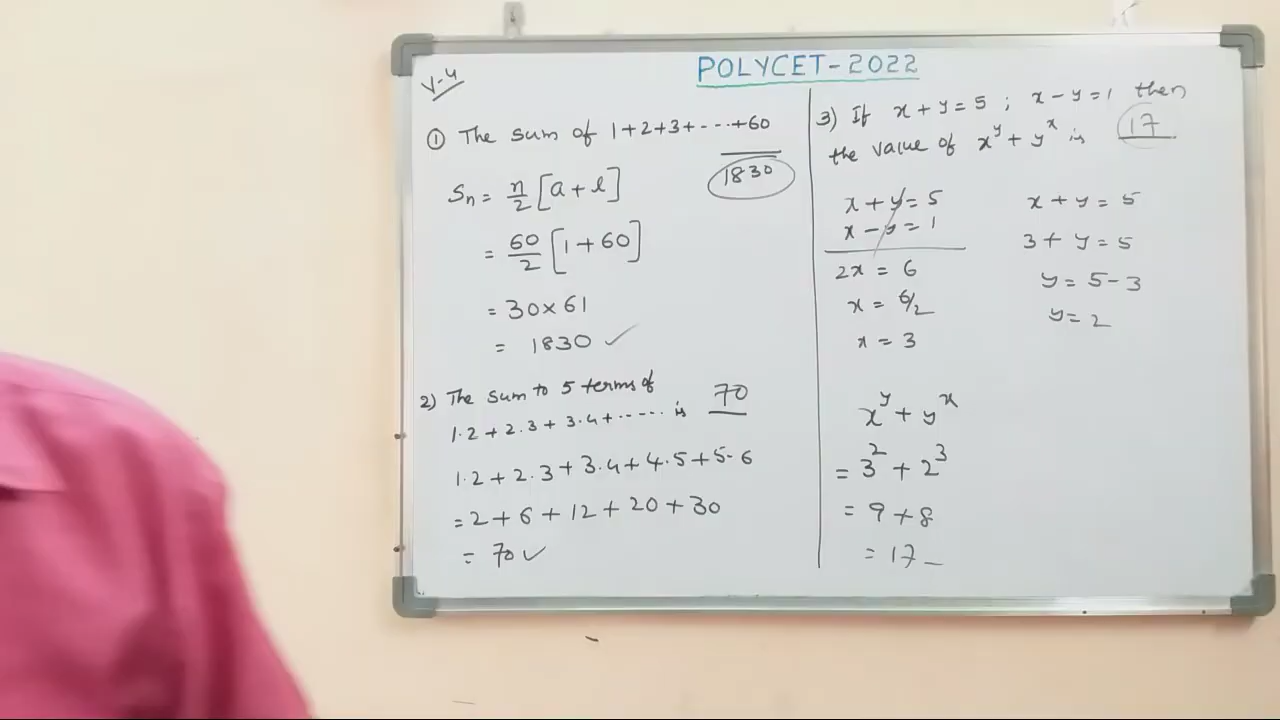 POLYCET-2022
V-4
① The Sum of 1+2+3+----+60
1830
Sn = n/2 [a + l]
= 60/2 [1 + 60]
= 30×61
= 1830 ✓
2) The Sum to 5 terms of
1.2 + 2.3 + 3.4 + ------ is 70
1.2 + 2.3 + 3.4 + 4.5 + 5.6
= 2 + 6 + 12 + 20 + 30
= 70 ✓
3) If x + y = 5 ; x - y = 1 then
the value of x^y + y^x is 17
x + y = 5
x - y = 1
2x = 6
x = 6/2
x = 3
x + y = 5
3 + y = 5
y = 5 - 3
y = 2
x^y + y^x
= 3^2 + 2^3
= 9 + 8
= 17